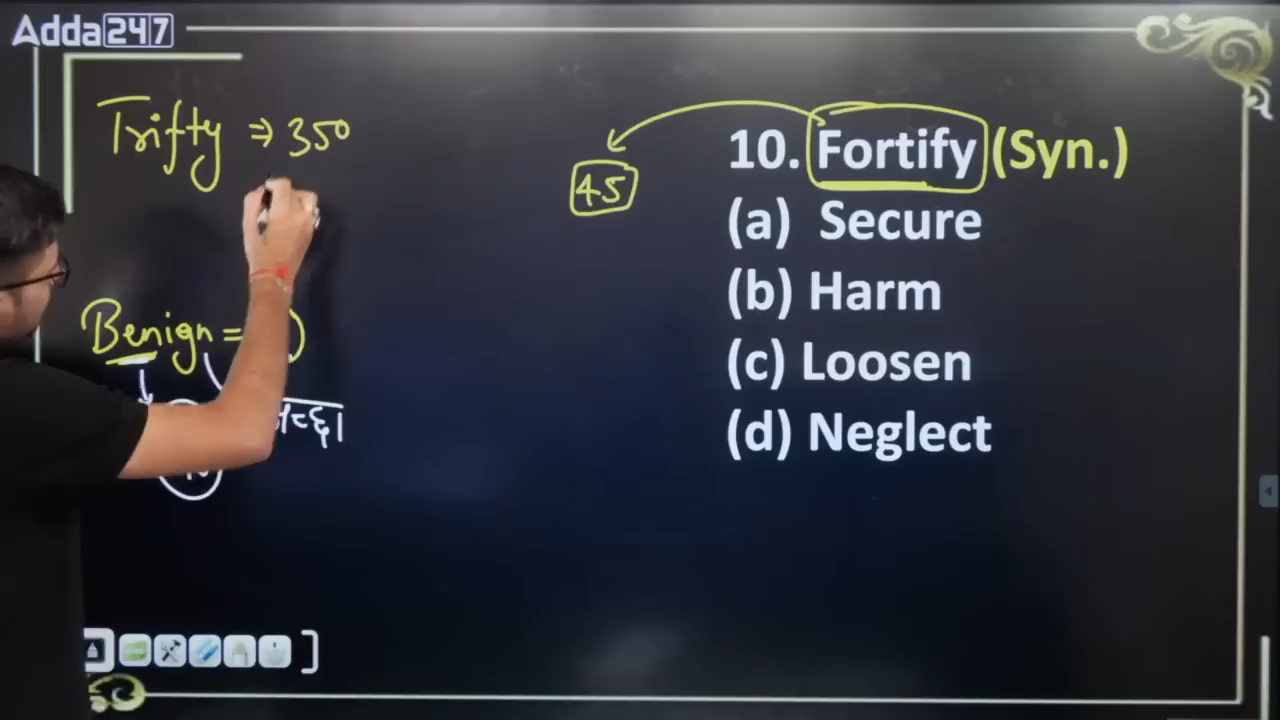 Adda247
Trifty ⇒ 350
10. Fortify (Syn.)
45
(a) Secure
(b) Harm
Benign =
(c) Loosen
(d) Neglect